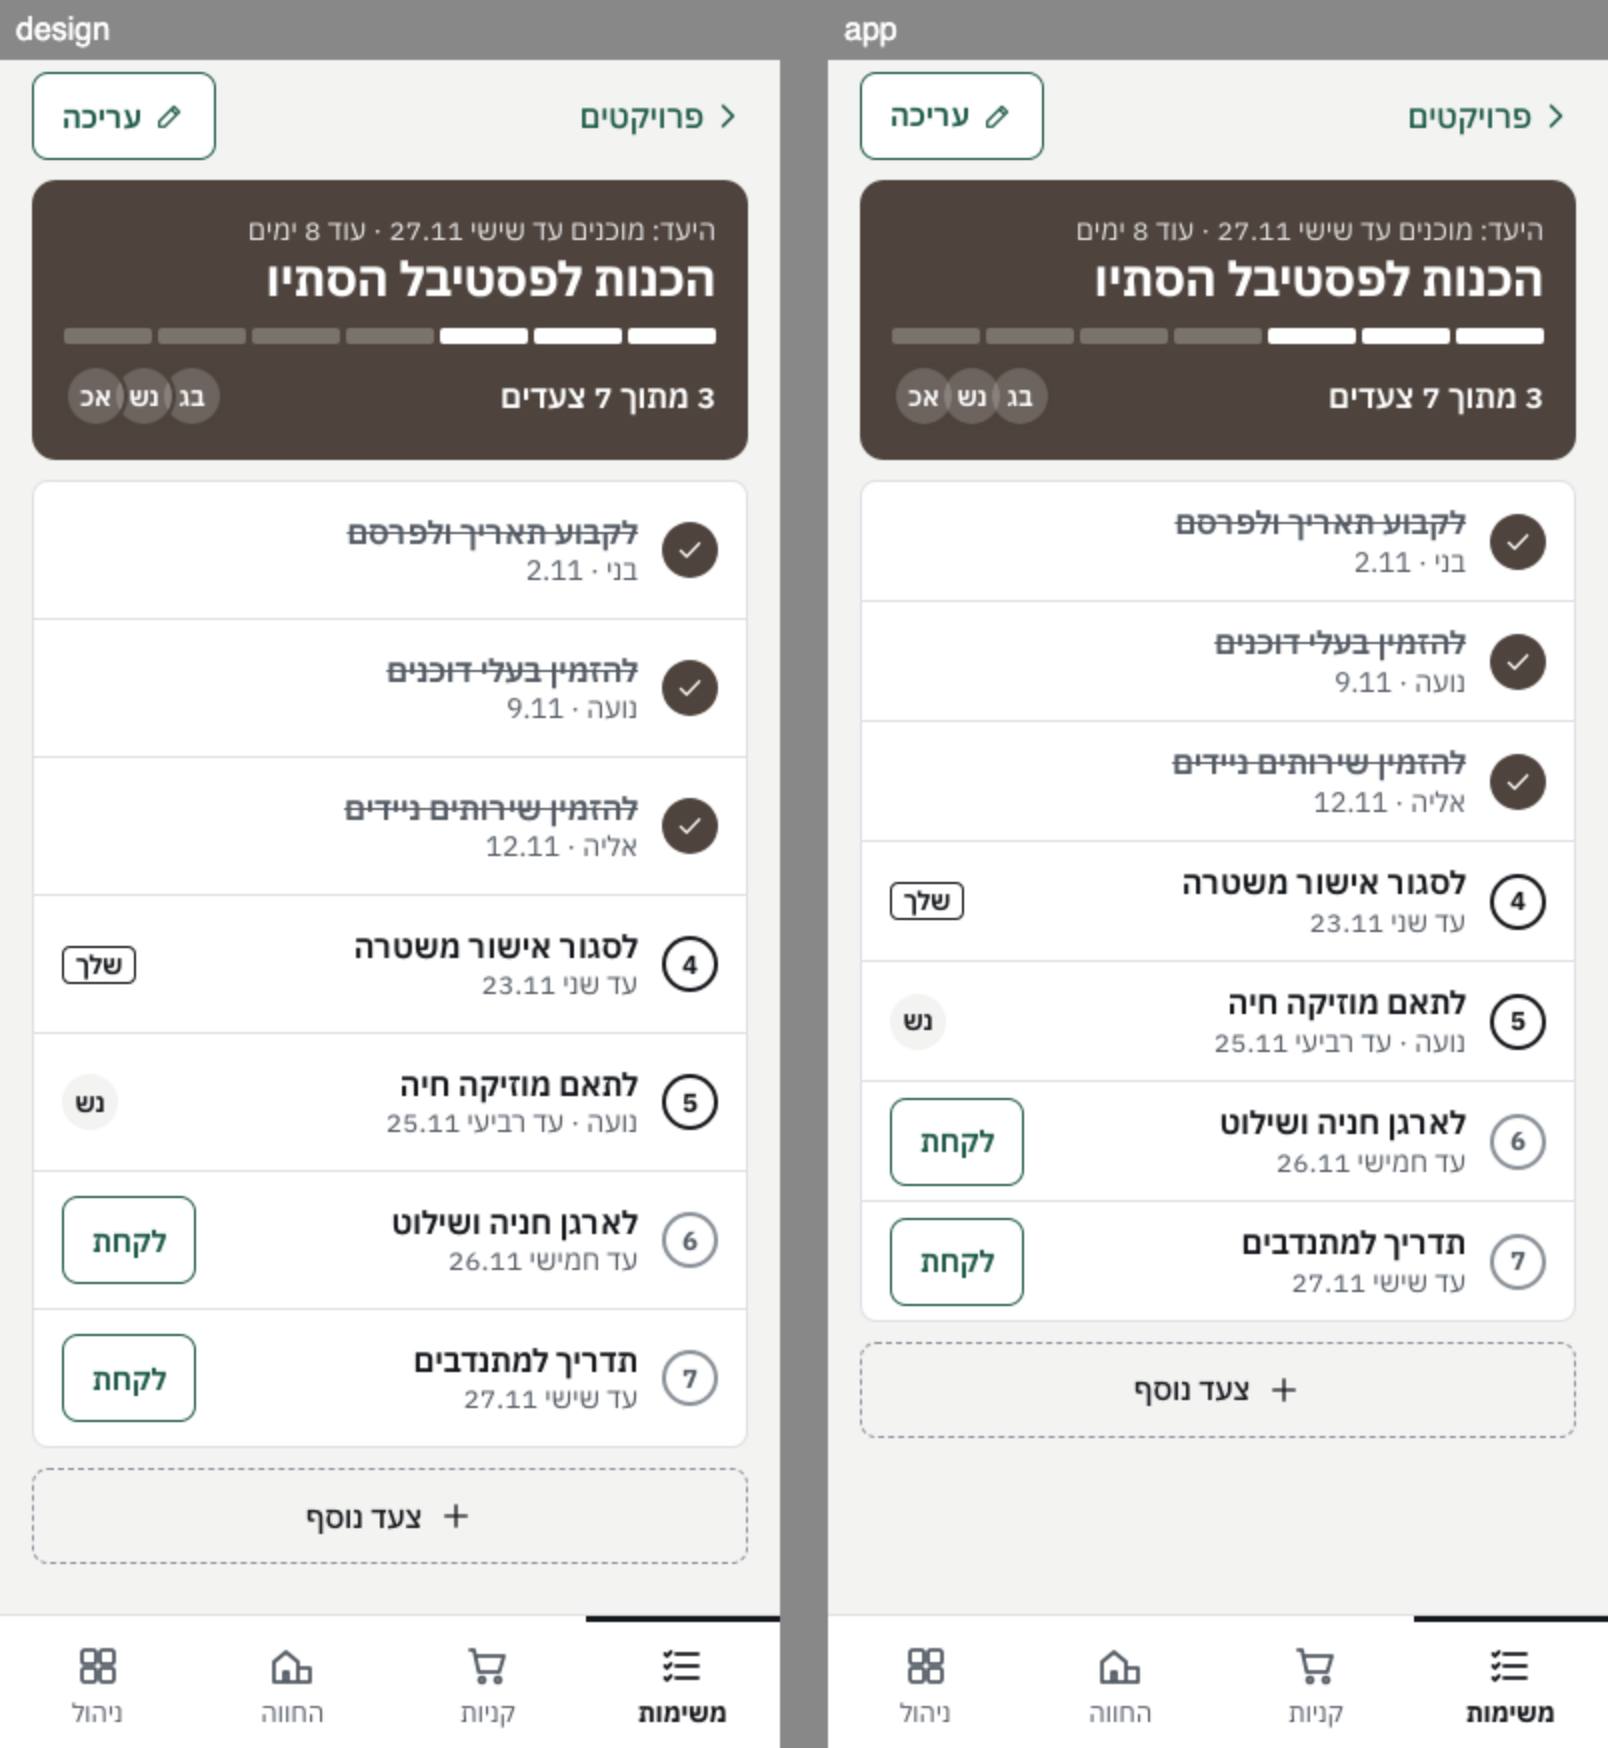 design
פרויקטים
עריכה
היעד: מוכנים עד שישי 27.11 · עוד 8 ימים
הכנות לפסטיבל הסתיו
3 מתוך 7 צעדים
בג נש אכ
לקבוע תאריך ולפרסם
בני · 2.11
להזמין בעלי דוכנים
נועה · 9.11
להזמין שירותים ניידים
אליה · 12.11
4
לסגור אישור משטרה
עד שני 23.11
שלך
5
לתאם מוזיקה חיה
נועה · עד רביעי 25.11
נש
6
לארגן חניה ושילוט
עד חמישי 26.11
לקחת
7
תדריך למתנדבים
עד שישי 27.11
לקחת
צעד נוסף
משימות
קניות
החווה
ניהול
app
פרויקטים
עריכה
היעד: מוכנים עד שישי 27.11 · עוד 8 ימים
הכנות לפסטיבל הסתיו
3 מתוך 7 צעדים
בג נש אכ
לקבוע תאריך ולפרסם
בני · 2.11
להזמין בעלי דוכנים
נועה · 9.11
להזמין שירותים ניידים
אליה · 12.11
4
לסגור אישור משטרה
עד שני 23.11
שלך
5
לתאם מוזיקה חיה
נועה · עד רביעי 25.11
נש
6
לארגן חניה ושילוט
עד חמישי 26.11
לקחת
7
תדריך למתנדבים
עד שישי 27.11
לקחת
צעד נוסף
משימות
קניות
החווה
ניהול